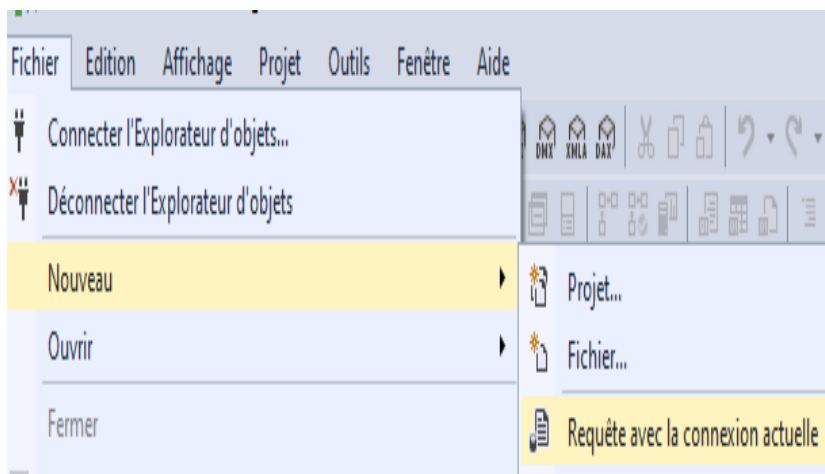 Fichier Edition Affichage Projet Outils Fenêtre Aide
Connecter l'Explorateur d'objets...
DMX XMLA DAX
Déconnecter l'Explorateur d'objets
Nouveau
Projet...
Ouvrir
Fichier...
Fermer
Requête avec la connexion actuelle